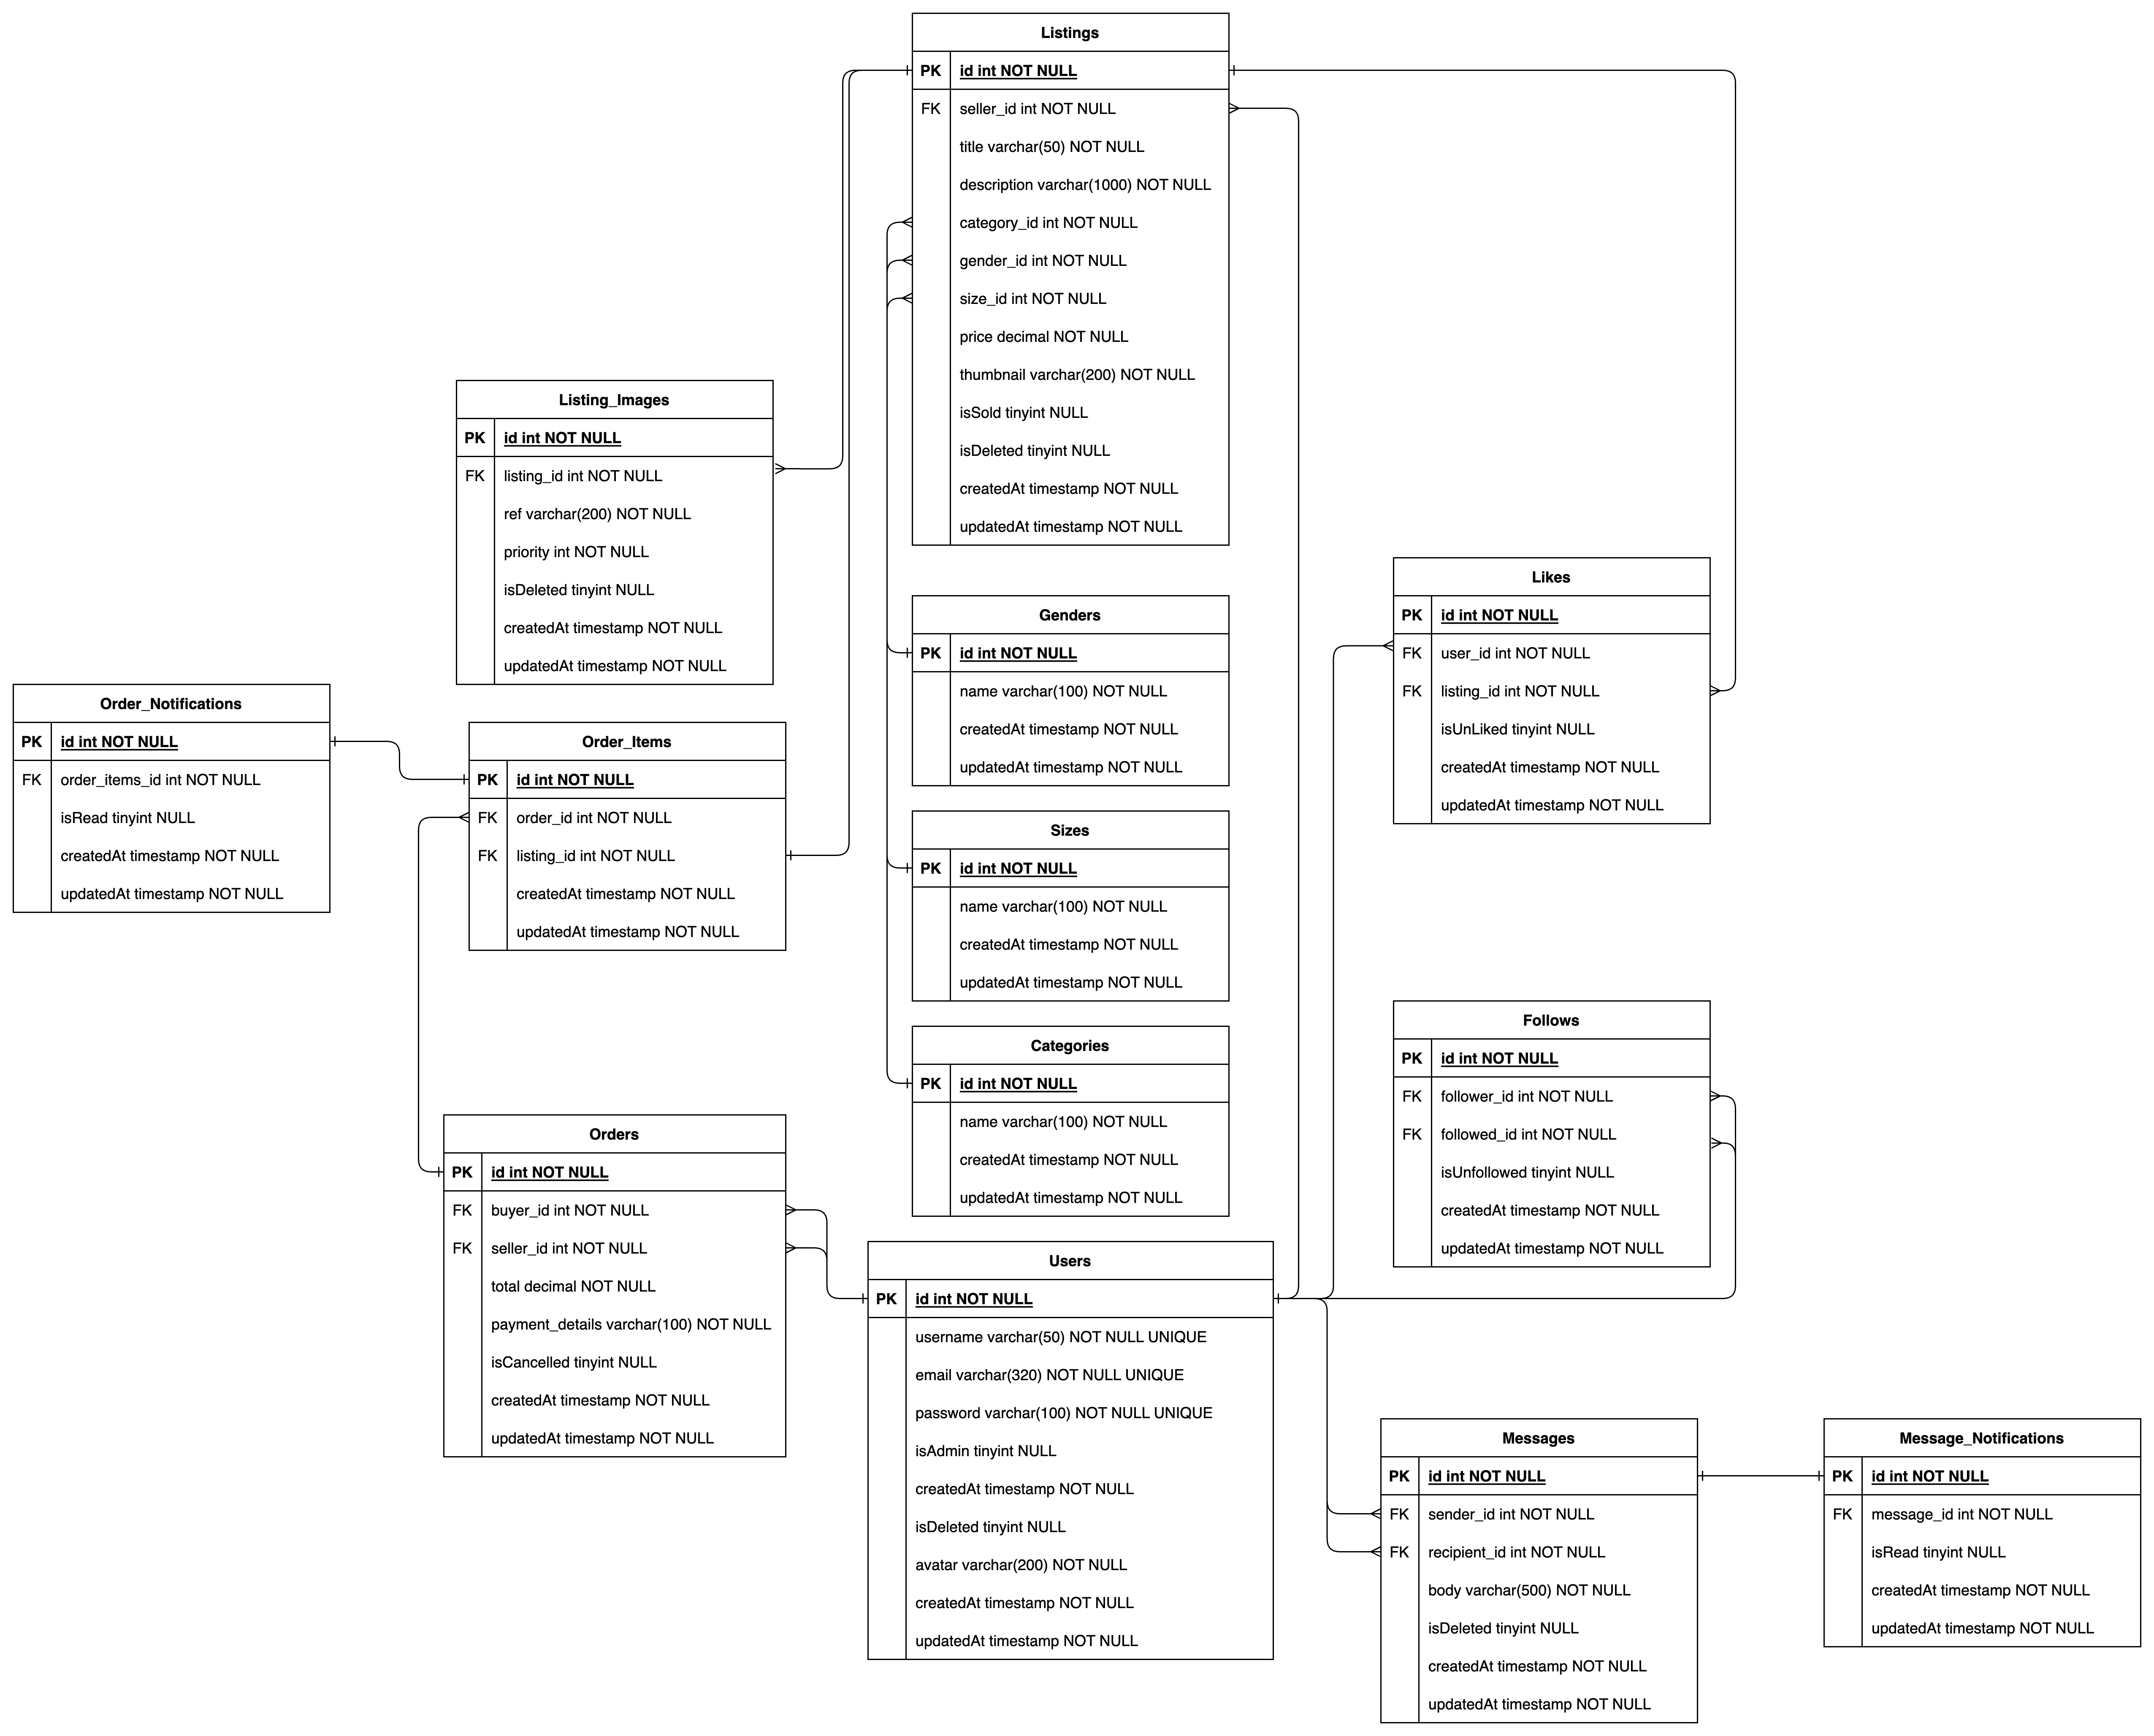 Listings
PK id int NOT NULL
FK seller_id int NOT NULL
title varchar(50) NOT NULL
description varchar(1000) NOT NULL
category_id int NOT NULL
gender_id int NOT NULL
size_id int NOT NULL
price decimal NOT NULL
thumbnail varchar(200) NOT NULL
isSold tinyint NULL
isDeleted tinyint NULL
createdAt timestamp NOT NULL
updatedAt timestamp NOT NULL
Listing_Images
PK id int NOT NULL
FK listing_id int NOT NULL
ref varchar(200) NOT NULL
priority int NOT NULL
isDeleted tinyint NULL
createdAt timestamp NOT NULL
updatedAt timestamp NOT NULL
Likes
PK id int NOT NULL
FK user_id int NOT NULL
FK listing_id int NOT NULL
isUnLiked tinyint NULL
createdAt timestamp NOT NULL
updatedAt timestamp NOT NULL
Genders
PK id int NOT NULL
name varchar(100) NOT NULL
createdAt timestamp NOT NULL
updatedAt timestamp NOT NULL
Order_Notifications
PK id int NOT NULL
FK order_items_id int NOT NULL
isRead tinyint NULL
createdAt timestamp NOT NULL
updatedAt timestamp NOT NULL
Order_Items
PK id int NOT NULL
FK order_id int NOT NULL
FK listing_id int NOT NULL
createdAt timestamp NOT NULL
updatedAt timestamp NOT NULL
Sizes
PK id int NOT NULL
name varchar(100) NOT NULL
createdAt timestamp NOT NULL
updatedAt timestamp NOT NULL
Follows
PK id int NOT NULL
FK follower_id int NOT NULL
FK followed_id int NOT NULL
isUnfollowed tinyint NULL
createdAt timestamp NOT NULL
updatedAt timestamp NOT NULL
Categories
PK id int NOT NULL
name varchar(100) NOT NULL
createdAt timestamp NOT NULL
updatedAt timestamp NOT NULL
Orders
PK id int NOT NULL
FK buyer_id int NOT NULL
FK seller_id int NOT NULL
total decimal NOT NULL
payment_details varchar(100) NOT NULL
isCancelled tinyint NULL
createdAt timestamp NOT NULL
updatedAt timestamp NOT NULL
Users
PK id int NOT NULL
username varchar(50) NOT NULL UNIQUE
email varchar(320) NOT NULL UNIQUE
password varchar(100) NOT NULL UNIQUE
isAdmin tinyint NULL
createdAt timestamp NOT NULL
isDeleted tinyint NULL
avatar varchar(200) NOT NULL
createdAt timestamp NOT NULL
updatedAt timestamp NOT NULL
Messages
PK id int NOT NULL
FK sender_id int NOT NULL
FK recipient_id int NOT NULL
body varchar(500) NOT NULL
isDeleted tinyint NULL
createdAt timestamp NOT NULL
updatedAt timestamp NOT NULL
Message_Notifications
PK id int NOT NULL
FK message_id int NOT NULL
isRead tinyint NULL
createdAt timestamp NOT NULL
updatedAt timestamp NOT NULL